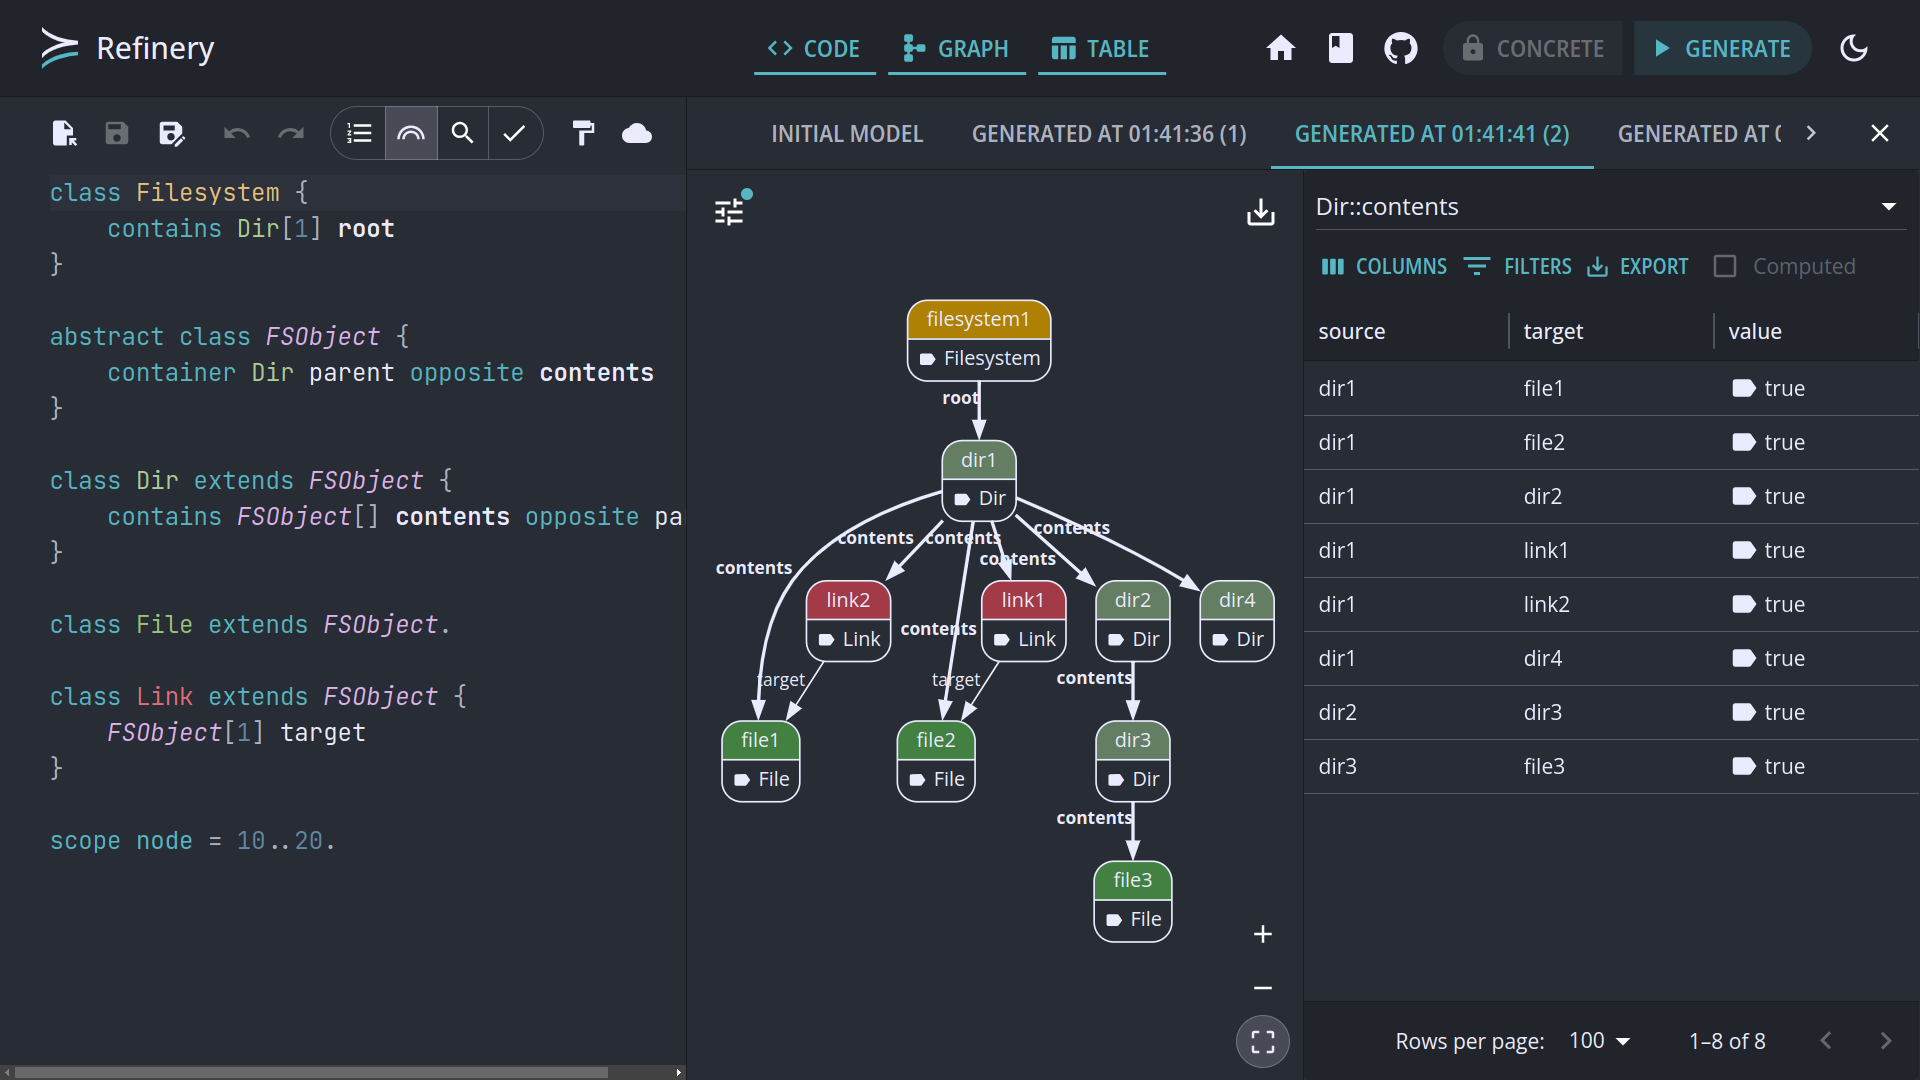 Refinery
CODE
GRAPH
TABLE
CONCRETE
GENERATE
class Filesystem {
contains Dir[1] root
}
abstract class FSObject {
container Dir parent opposite contents
}
class Dir extends FSObject {
contains FSObject[] contents opposite pa
}
class File extends FSObject.
class Link extends FSObject {
FSObject[1] target
}
scope node = 10..20.
INITIAL MODEL
GENERATED AT 01:41:36 (1)
GENERATED AT 01:41:41 (2)
GENERATED AT 0
filesystem1
Filesystem
root
dir1
Dir
contents
contents
contents
contents
contents
link2
Link
link1
Link
dir2
Dir
dir4
Dir
contents
target
target
contents
file1
File
file2
File
dir3
Dir
contents
file3
File
Dir::contents
COLUMNS
FILTERS
EXPORT
Computed
source target value
dir1 file1 true
dir1 file2 true
dir1 dir2 true
dir1 link1 true
dir1 link2 true
dir1 dir4 true
dir2 dir3 true
dir3 file3 true
Rows per page: 100 1–8 of 8